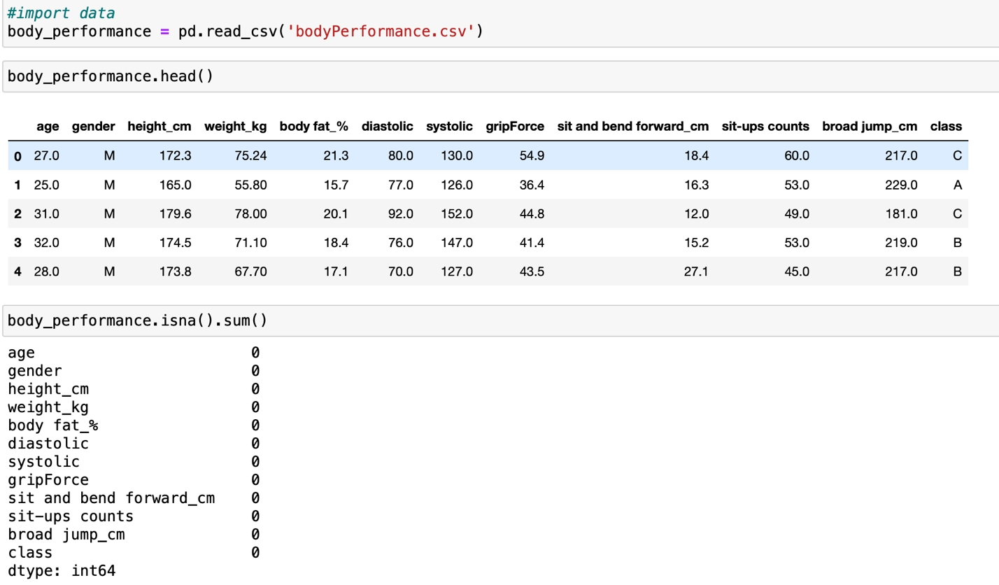 #import data
body_performance = pd.read_csv('bodyPerformance.csv')
body_performance.head()
age gender height_cm weight_kg body fat_% diastolic systolic gripForce sit and bend forward_cm sit-ups counts broad jump_cm class
0 27.0 M 172.3 75.24 21.3 80.0 130.0 54.9 18.4 60.0 217.0 C
1 25.0 M 165.0 55.80 15.7 77.0 126.0 36.4 16.3 53.0 229.0 A
2 31.0 M 179.6 78.00 20.1 92.0 152.0 44.8 12.0 49.0 181.0 C
3 32.0 M 174.5 71.10 18.4 76.0 147.0 41.4 15.2 53.0 219.0 B
4 28.0 M 173.8 67.70 17.1 70.0 127.0 43.5 27.1 45.0 217.0 B
body_performance.isna().sum()
age 0
gender 0
height_cm 0
weight_kg 0
body fat_% 0
diastolic 0
systolic 0
gripForce 0
sit and bend forward_cm 0
sit-ups counts 0
broad jump_cm 0
class 0
dtype: int64